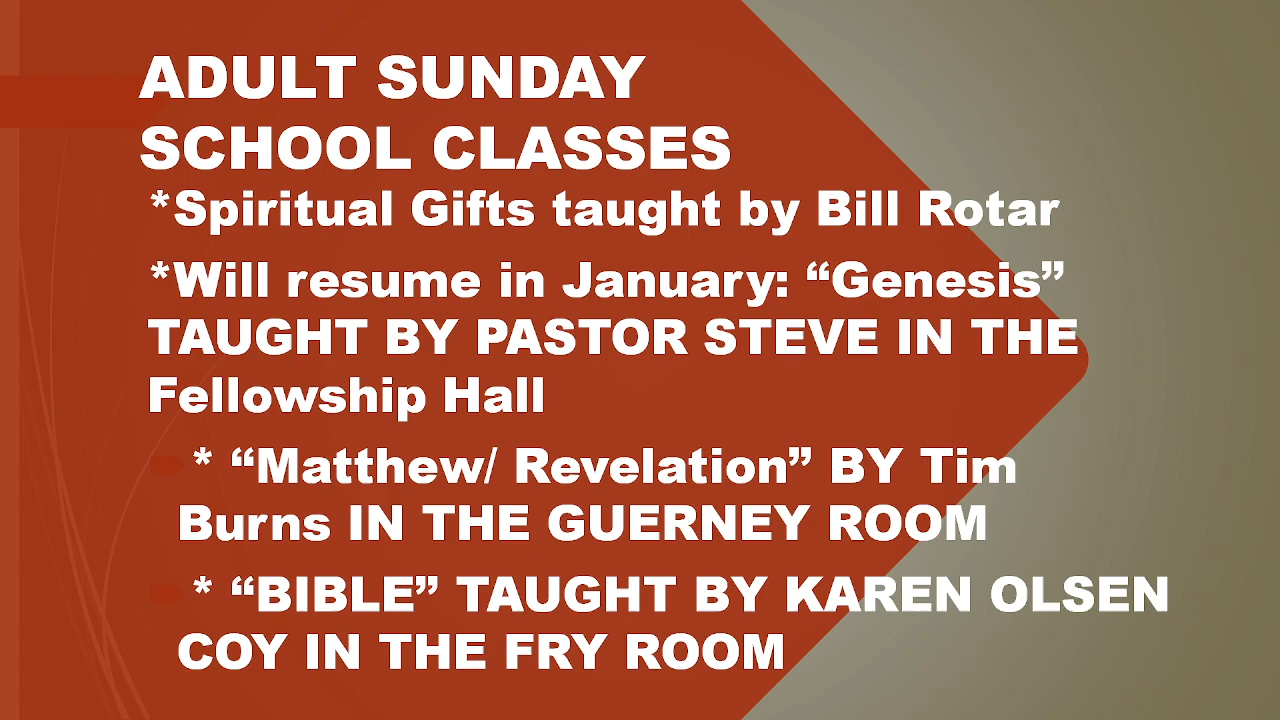 ADULT SUNDAY
SCHOOL CLASSES
*Spiritual Gifts taught by Bill Rotar
*Will resume in January: “Genesis”
TAUGHT BY PASTOR STEVE IN THE
Fellowship Hall
* “Matthew/ Revelation” BY Tim
Burns IN THE GUERNEY ROOM
* “BIBLE” TAUGHT BY KAREN OLSEN
COY IN THE FRY ROOM